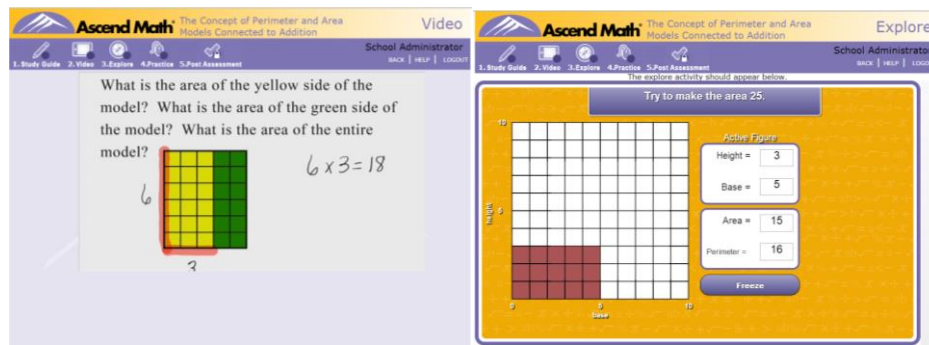 Ascend Math
The Concept of Perimeter and Area
Models Connected to Addition
Video
School Administrator
1. Study Guide 2. Video 3.Explore 4.Practice 5.Post Assessment
BACK | HELP | LOGOUT
What is the area of the yellow side of the
model? What is the area of the green side of
the model? What is the area of the entire
model?
6 x 3 = 18
6
3
Ascend Math
The Concept of Perimeter and Area
Models Connected to Addition
Explore
School Administrator
1. Study Guide 2. Video 3.Explore 4.Practice 5.Post Assessment
BACK | HELP | LOGO
The explore activity should appear below.
Try to make the area 25.
10
5
height
0 5 10
base
Active Figure
Height = 3
Base = 5
Area = 15
Perimeter = 16
Freeze